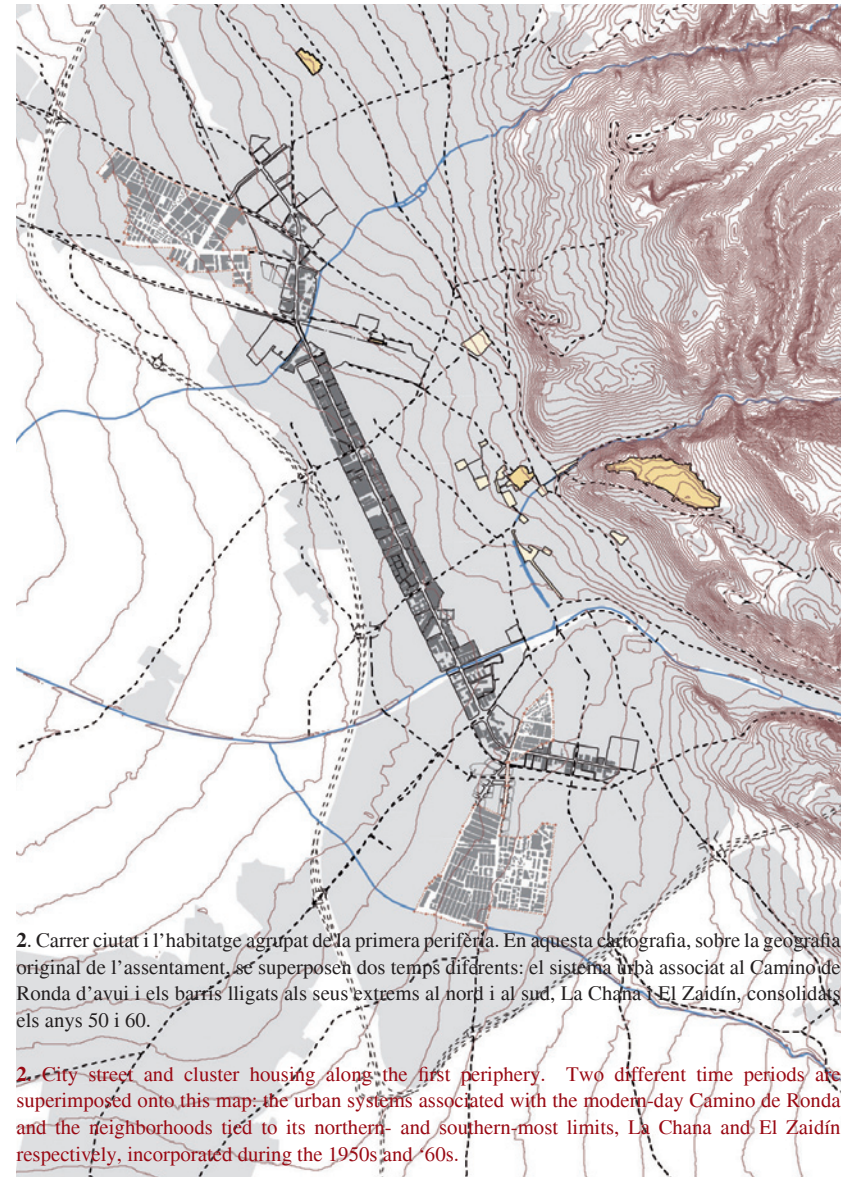 2. Carrer ciutat i l’habitatge agrupat de la primera perifèria. En aquesta cartografia, sobre la geografia
original de l’assentament, se superposen dos temps diferents: el sistema urbà associat al Camino de
Ronda d’avui i els barris lligats als seus extrems al nord i al sud, La Chana i El Zaidín, consolidats
els anys 50 i 60.
2. City street and cluster housing along the first periphery. Two different time periods are
superimposed onto this map: the urban systems associated with the modern-day Camino de Ronda
and the neighborhoods tied to its northern- and southern-most limits, La Chana and El Zaidín
respectively, incorporated during the 1950s and ‘60s.